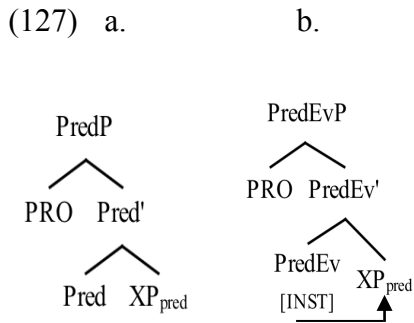 (127) a. b.
PredP PredEvP
PRO Pred' PRO PredEv'
Pred XPpred PredEv XPpred
[INST]